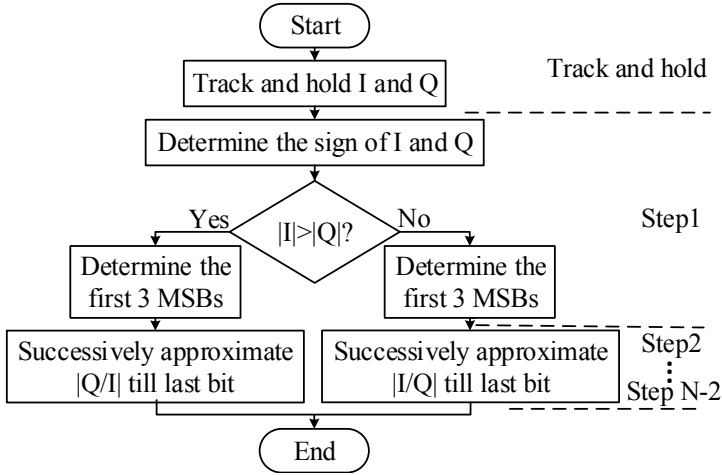 Start
Track and hold I and Q
Track and hold
Determine the sign of I and Q
|I|>|Q|?
Yes
No
Step1
Determine the
first 3 MSBs
Determine the
first 3 MSBs
Successively approximate
|Q/I| till last bit
Successively approximate
|I/Q| till last bit
Step2
Step N-2
End